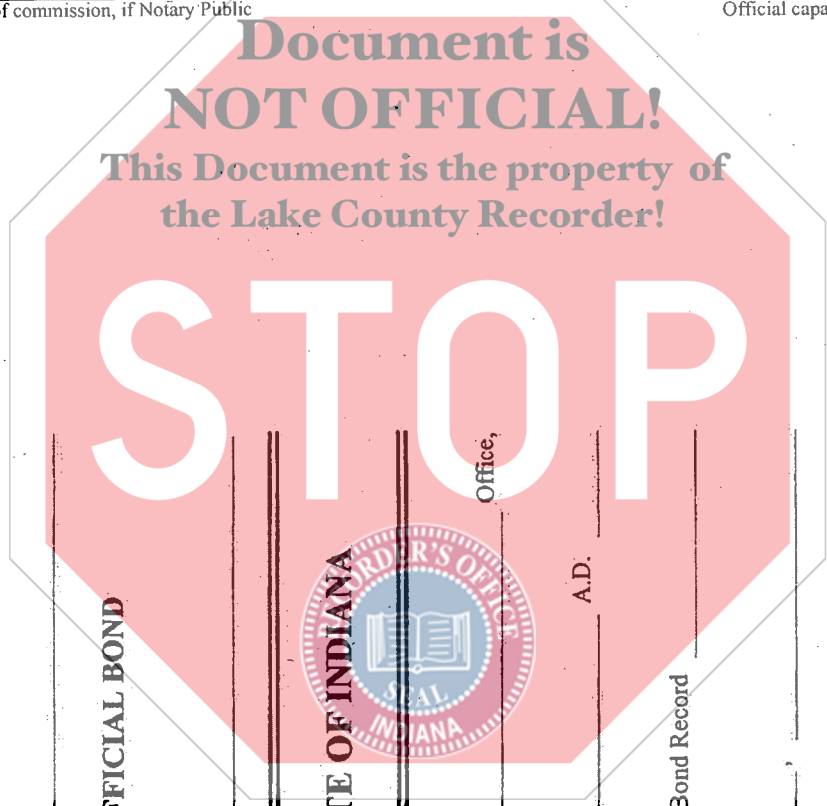 f commission, if Notary Public
Official capa
Document is
NOT OFFICIAL!
This Document is the property of
the Lake County Recorder!
STOP
FFICIAL BOND
TE OF INDIANA
RECORDER'S OFFICE
SEAL
INDIANA
Office,
A.D.
Bond Record